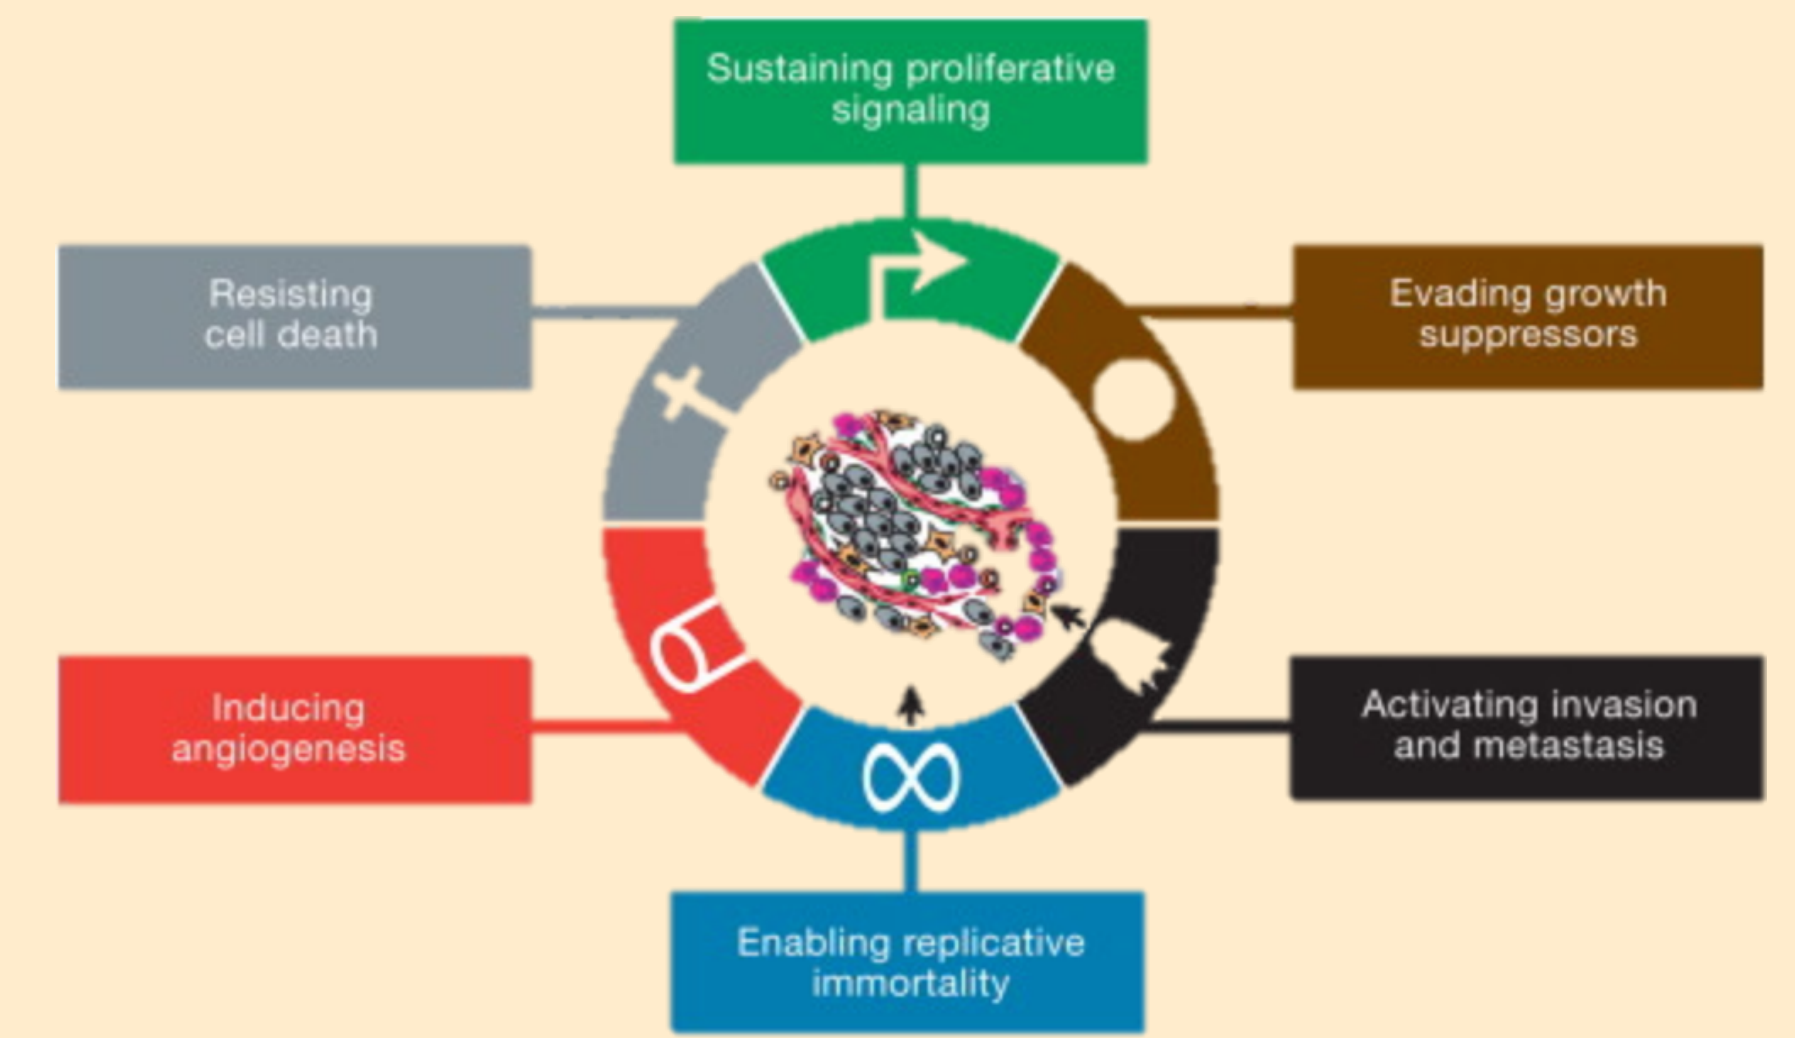 Sustaining proliferative
signaling
Resisting
cell death
Evading growth
suppressors
Inducing
angiogenesis
Activating invasion
and metastasis
Enabling replicative
immortality